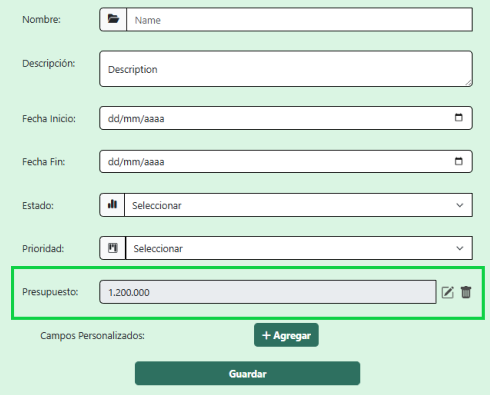 Nombre: Name
Descripción: Description
Fecha Inicio: dd/mm/aaaa
Fecha Fin: dd/mm/aaaa
Estado: Seleccionar
Prioridad: Seleccionar
Presupuesto: 1.200.000
Campos Personalizados: + Agregar
Guardar